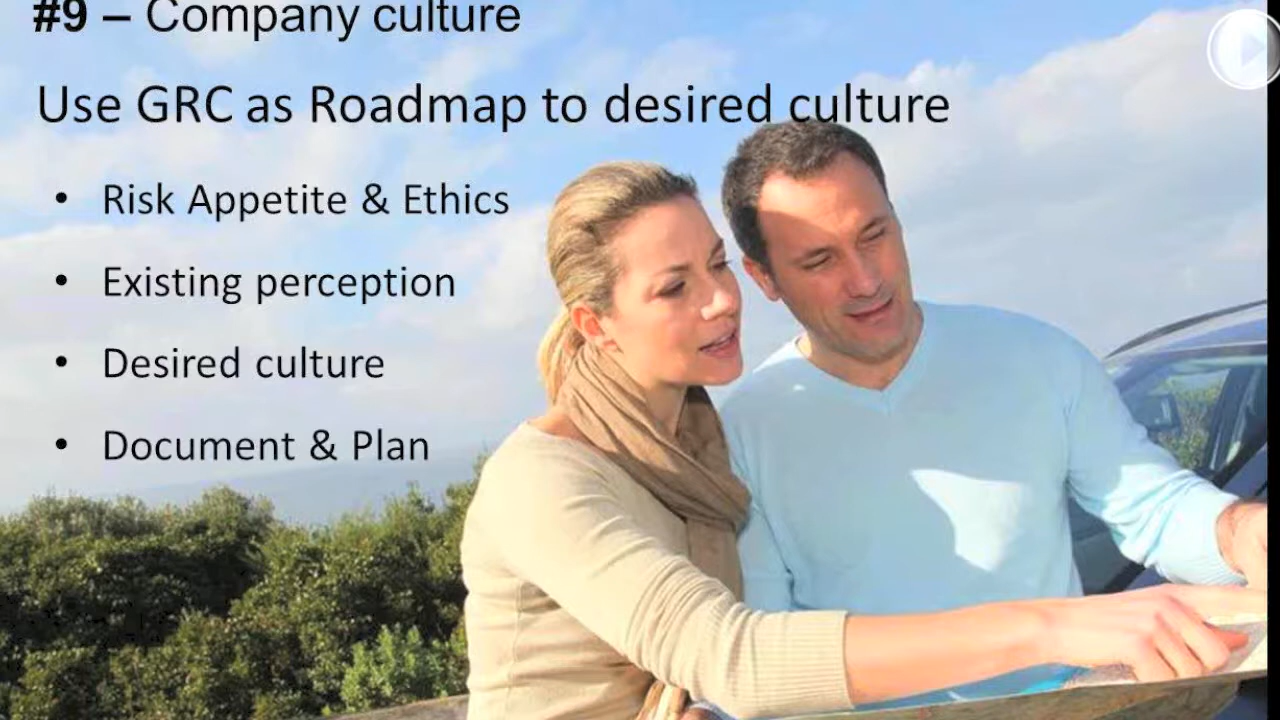 #9 – Company culture
Use GRC as Roadmap to desired culture
• Risk Appetite & Ethics
• Existing perception
• Desired culture
• Document & Plan